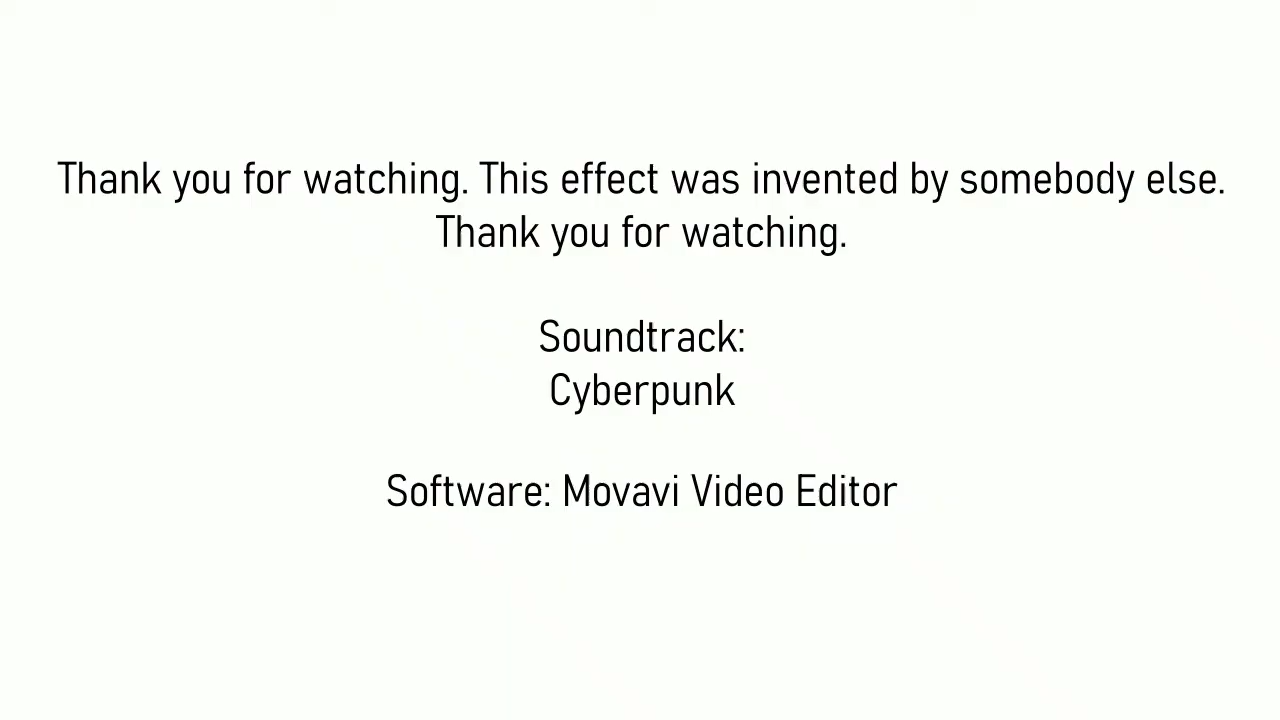 Thank you for watching. This effect was invented by somebody else.
Thank you for watching.
Soundtrack:
Cyberpunk
Software: Movavi Video Editor